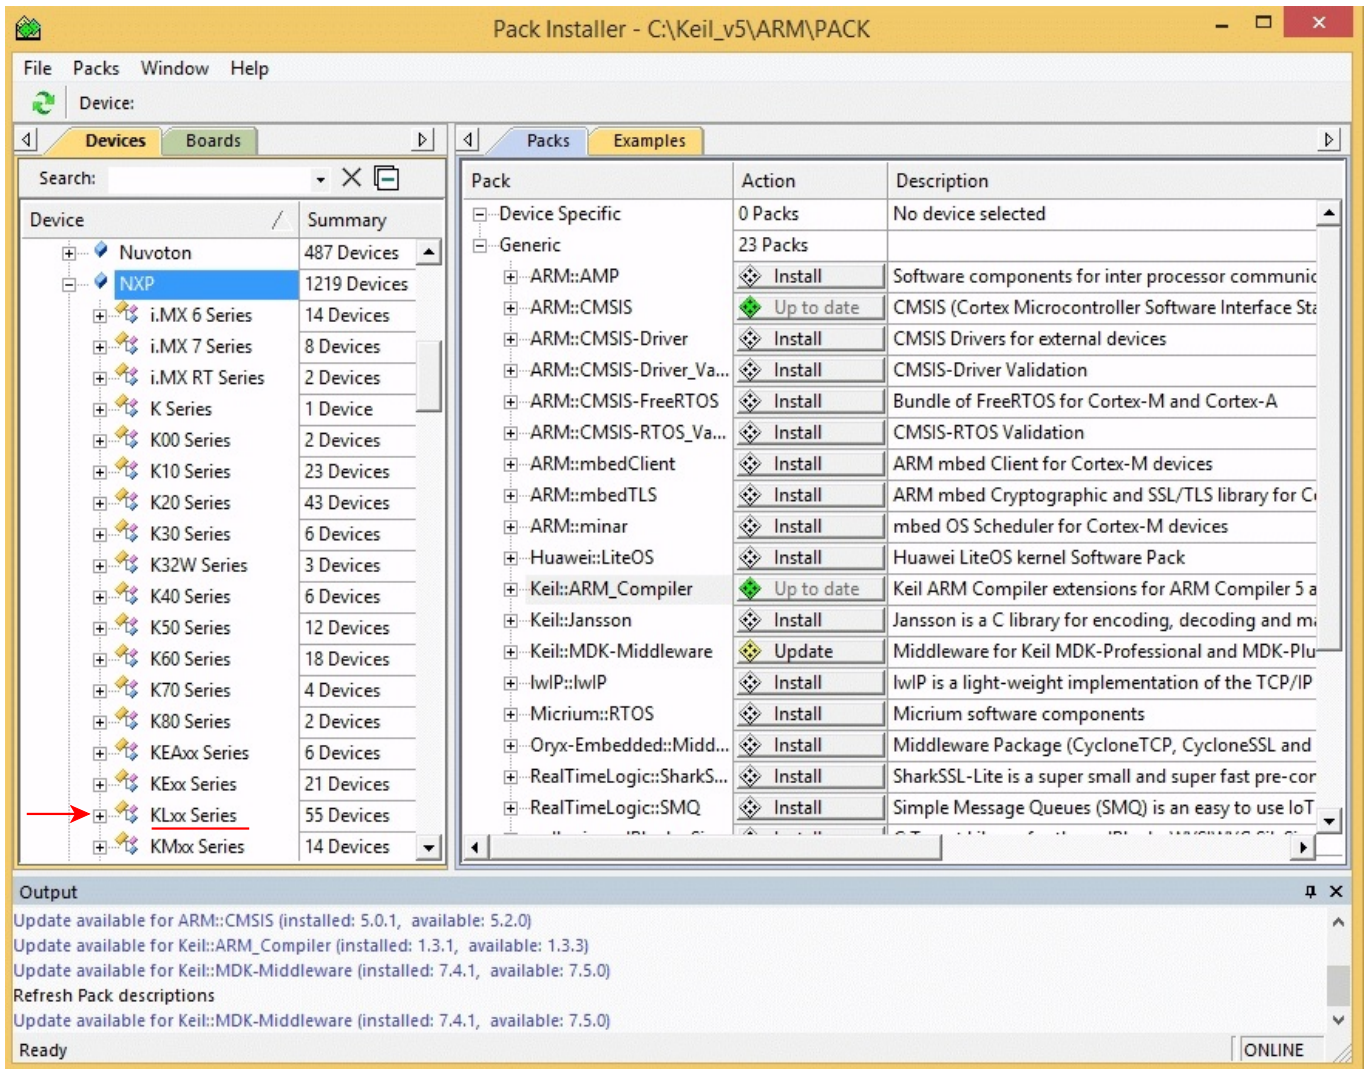 Pack Installer - C:\Keil_v5\ARM\PACK
File Packs Window Help
Device:
Devices Boards
Search:
Device Summary
Nuvoton 487 Devices
NXP 1219 Devices
i.MX 6 Series 14 Devices
i.MX 7 Series 8 Devices
i.MX RT Series 2 Devices
K Series 1 Device
K00 Series 2 Devices
K10 Series 23 Devices
K20 Series 43 Devices
K30 Series 6 Devices
K32W Series 3 Devices
K40 Series 6 Devices
K50 Series 12 Devices
K60 Series 18 Devices
K70 Series 4 Devices
K80 Series 2 Devices
KEAxx Series 6 Devices
KExx Series 21 Devices
KLxx Series 55 Devices
KMxx Series 14 Devices
Packs Examples
Pack Action Description
Device Specific 0 Packs No device selected
Generic 23 Packs
ARM::AMP Install Software components for inter processor communic
ARM::CMSIS Up to date CMSIS (Cortex Microcontroller Software Interface Sta
ARM::CMSIS-Driver Install CMSIS Drivers for external devices
ARM::CMSIS-Driver_Va... Install CMSIS-Driver Validation
ARM::CMSIS-FreeRTOS Install Bundle of FreeRTOS for Cortex-M and Cortex-A
ARM::CMSIS-RTOS_Va... Install CMSIS-RTOS Validation
ARM::mbedClient Install ARM mbed Client for Cortex-M devices
ARM::mbedTLS Install ARM mbed Cryptographic and SSL/TLS library for C
ARM::minar Install mbed OS Scheduler for Cortex-M devices
Huawei::LiteOS Install Huawei LiteOS kernel Software Pack
Keil::ARM_Compiler Up to date Keil ARM Compiler extensions for ARM Compiler 5 a
Keil::Jansson Install Jansson is a C library for encoding, decoding and ma
Keil::MDK-Middleware Update Middleware for Keil MDK-Professional and MDK-Plu
lwIP::lwIP Install lwIP is a light-weight implementation of the TCP/IP
Micrium::RTOS Install Micrium software components
Oryx-Embedded::Midd... Install Middleware Package (CycloneTCP, CycloneSSL and
RealTimeLogic::SharkS... Install SharkSSL-Lite is a super small and super fast pre-cor
RealTimeLogic::SMQ Install Simple Message Queues (SMQ) is an easy to use IoT
Output
Update available for ARM::CMSIS (installed: 5.0.1, available: 5.2.0)
Update available for Keil::ARM_Compiler (installed: 1.3.1, available: 1.3.3)
Update available for Keil::MDK-Middleware (installed: 7.4.1, available: 7.5.0)
Refresh Pack descriptions
Update available for Keil::MDK-Middleware (installed: 7.4.1, available: 7.5.0)
Ready ONLINE